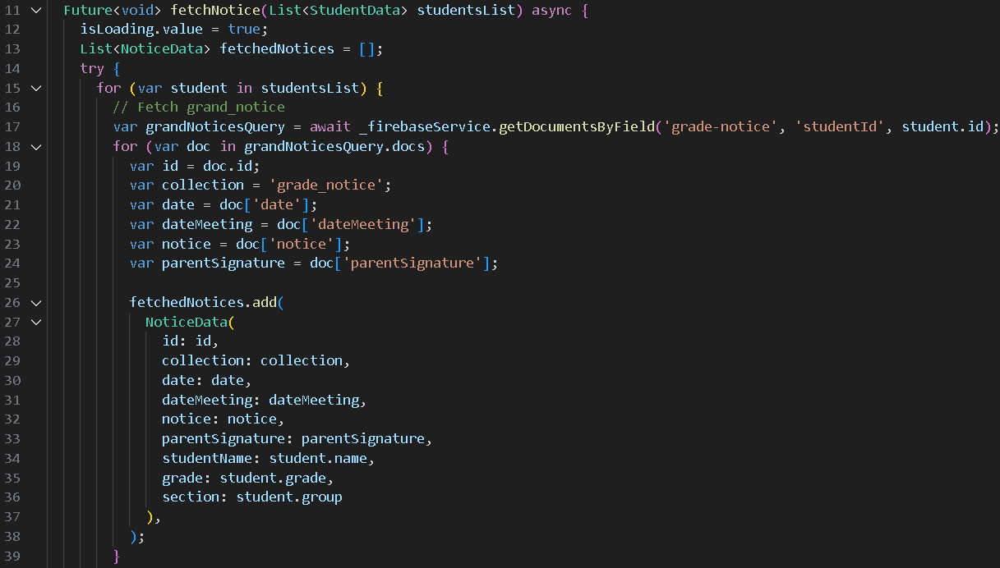 11 Future<void> fetchNotice(List<StudentData> studentsList) async {
12 isLoading.value = true;
13 List<NoticeData> fetchedNotices = [];
14 try {
15 for (var student in studentsList) {
16 // Fetch grand_notice
17 var grandNoticesQuery = await _firebaseService.getDocumentsByField('grade-notice', 'studentId', student.id);
18 for (var doc in grandNoticesQuery.docs) {
19 var id = doc.id;
20 var collection = 'grade_notice';
21 var date = doc['date'];
22 var dateMeeting = doc['dateMeeting'];
23 var notice = doc['notice'];
24 var parentSignature = doc['parentSignature'];
25
26 fetchedNotices.add(
27 NoticeData(
28 id: id,
29 collection: collection,
30 date: date,
31 dateMeeting: dateMeeting,
32 notice: notice,
33 parentSignature: parentSignature,
34 studentName: student.name,
35 grade: student.grade,
36 section: student.group
37 ),
38 );
39 }